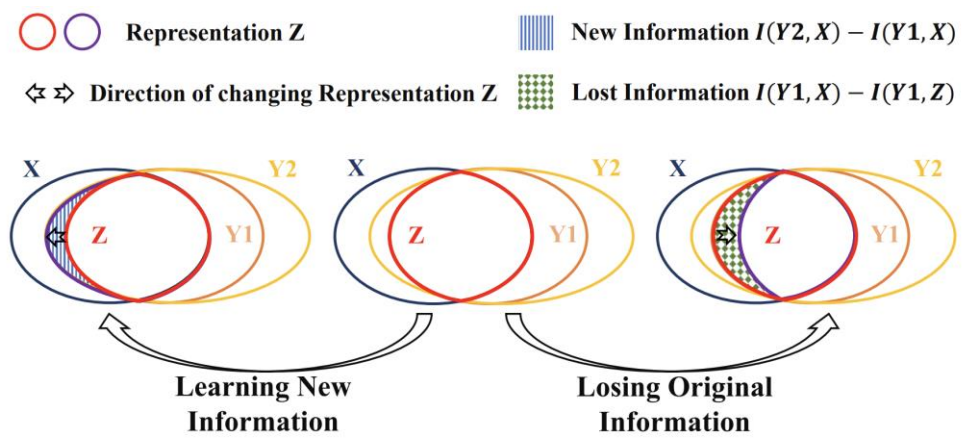 Representation Z
New Information I(Y2, X) − I(Y1, X)
Direction of changing Representation Z
Lost Information I(Y1, X) − I(Y1, Z)
X Y2 X Y2 X Y2
Z Y1 Z Y1 Z Y1
Learning New
Information
Losing Original
Information